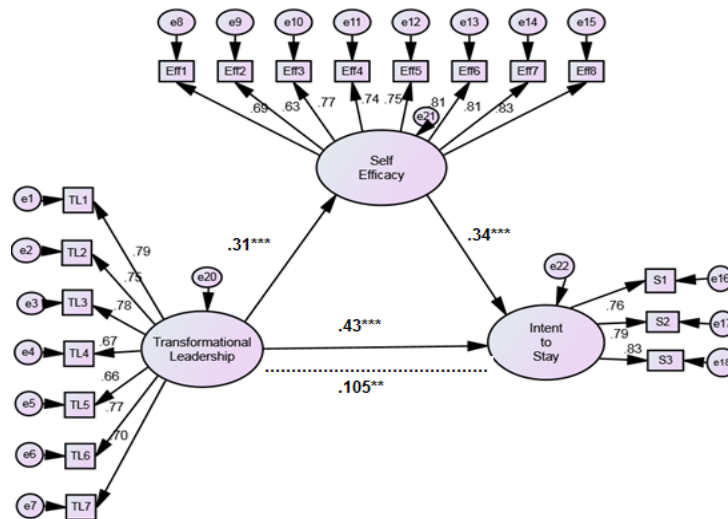 e8 e9 e10 e11 e12 e13 e14 e15
Eff1 Eff2 Eff3 Eff4 Eff5 Eff6 Eff7 Eff8
.69 .63 .77 .74 .75 .81 .81 .83
e21
Self
Efficacy
e1 TL1
e2 TL2
e3 TL3
e4 TL4
e5 TL5
e6 TL6
e7 TL7
.79
.75
.78
.67
.66
.77
.70
e20
Transformational
Leadership
.31***
.34***
.43***
.105**
e22
Intent
to
Stay
.76
.79
.83
S1 e16
S2 e17
S3 e18